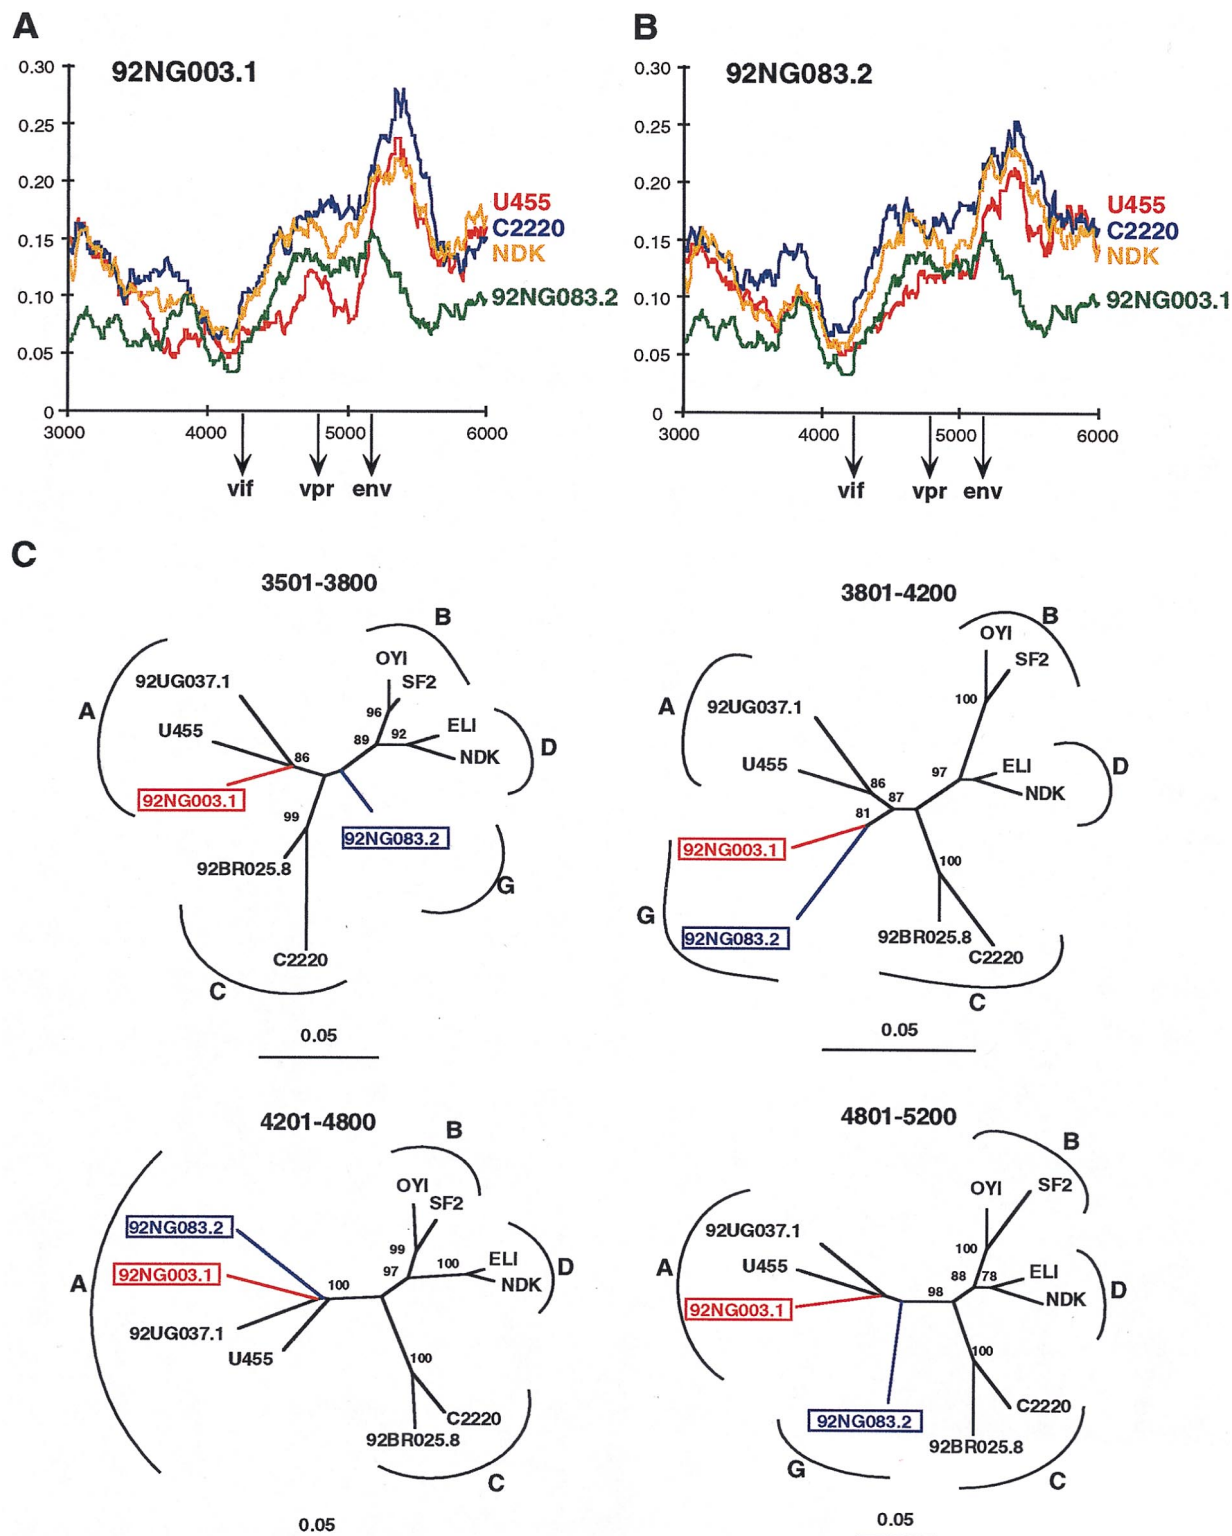 A
92NG003.1
0.30
0.25
0.20
0.15
0.10
0.05
0
3000
4000
5000
6000
vif
vpr
env
U455
C2220
NDK
92NG083.2
B
92NG083.2
0.30
0.25
0.20
0.15
0.10
0.05
0
3000
4000
5000
6000
vif
vpr
env
U455
C2220
NDK
92NG003.1
C
3501-3800
B
OYI
SF2
96
A
92UG037.1
U455
86
89
92
ELI
NDK
D
92NG003.1
92NG083.2
99
92BR025.8
G
C2220
C
0.05
3801-4200
B
OYI
SF2
100
A
92UG037.1
U455
86
87
97
ELI
NDK
D
81
92NG003.1
G
92NG083.2
100
92BR025.8
C2220
C
0.05
4201-4800
B
OYI
SF2
99
A
92NG083.2
92NG003.1
100
97
100
ELI
NDK
D
92UG037.1
U455
100
C2220
92BR025.8
C
0.05
4801-5200
B
OYI
SF2
100
A
92UG037.1
U455
92NG003.1
98
88
78
ELI
NDK
D
100
92NG083.2
C2220
92BR025.8
G
C
0.05